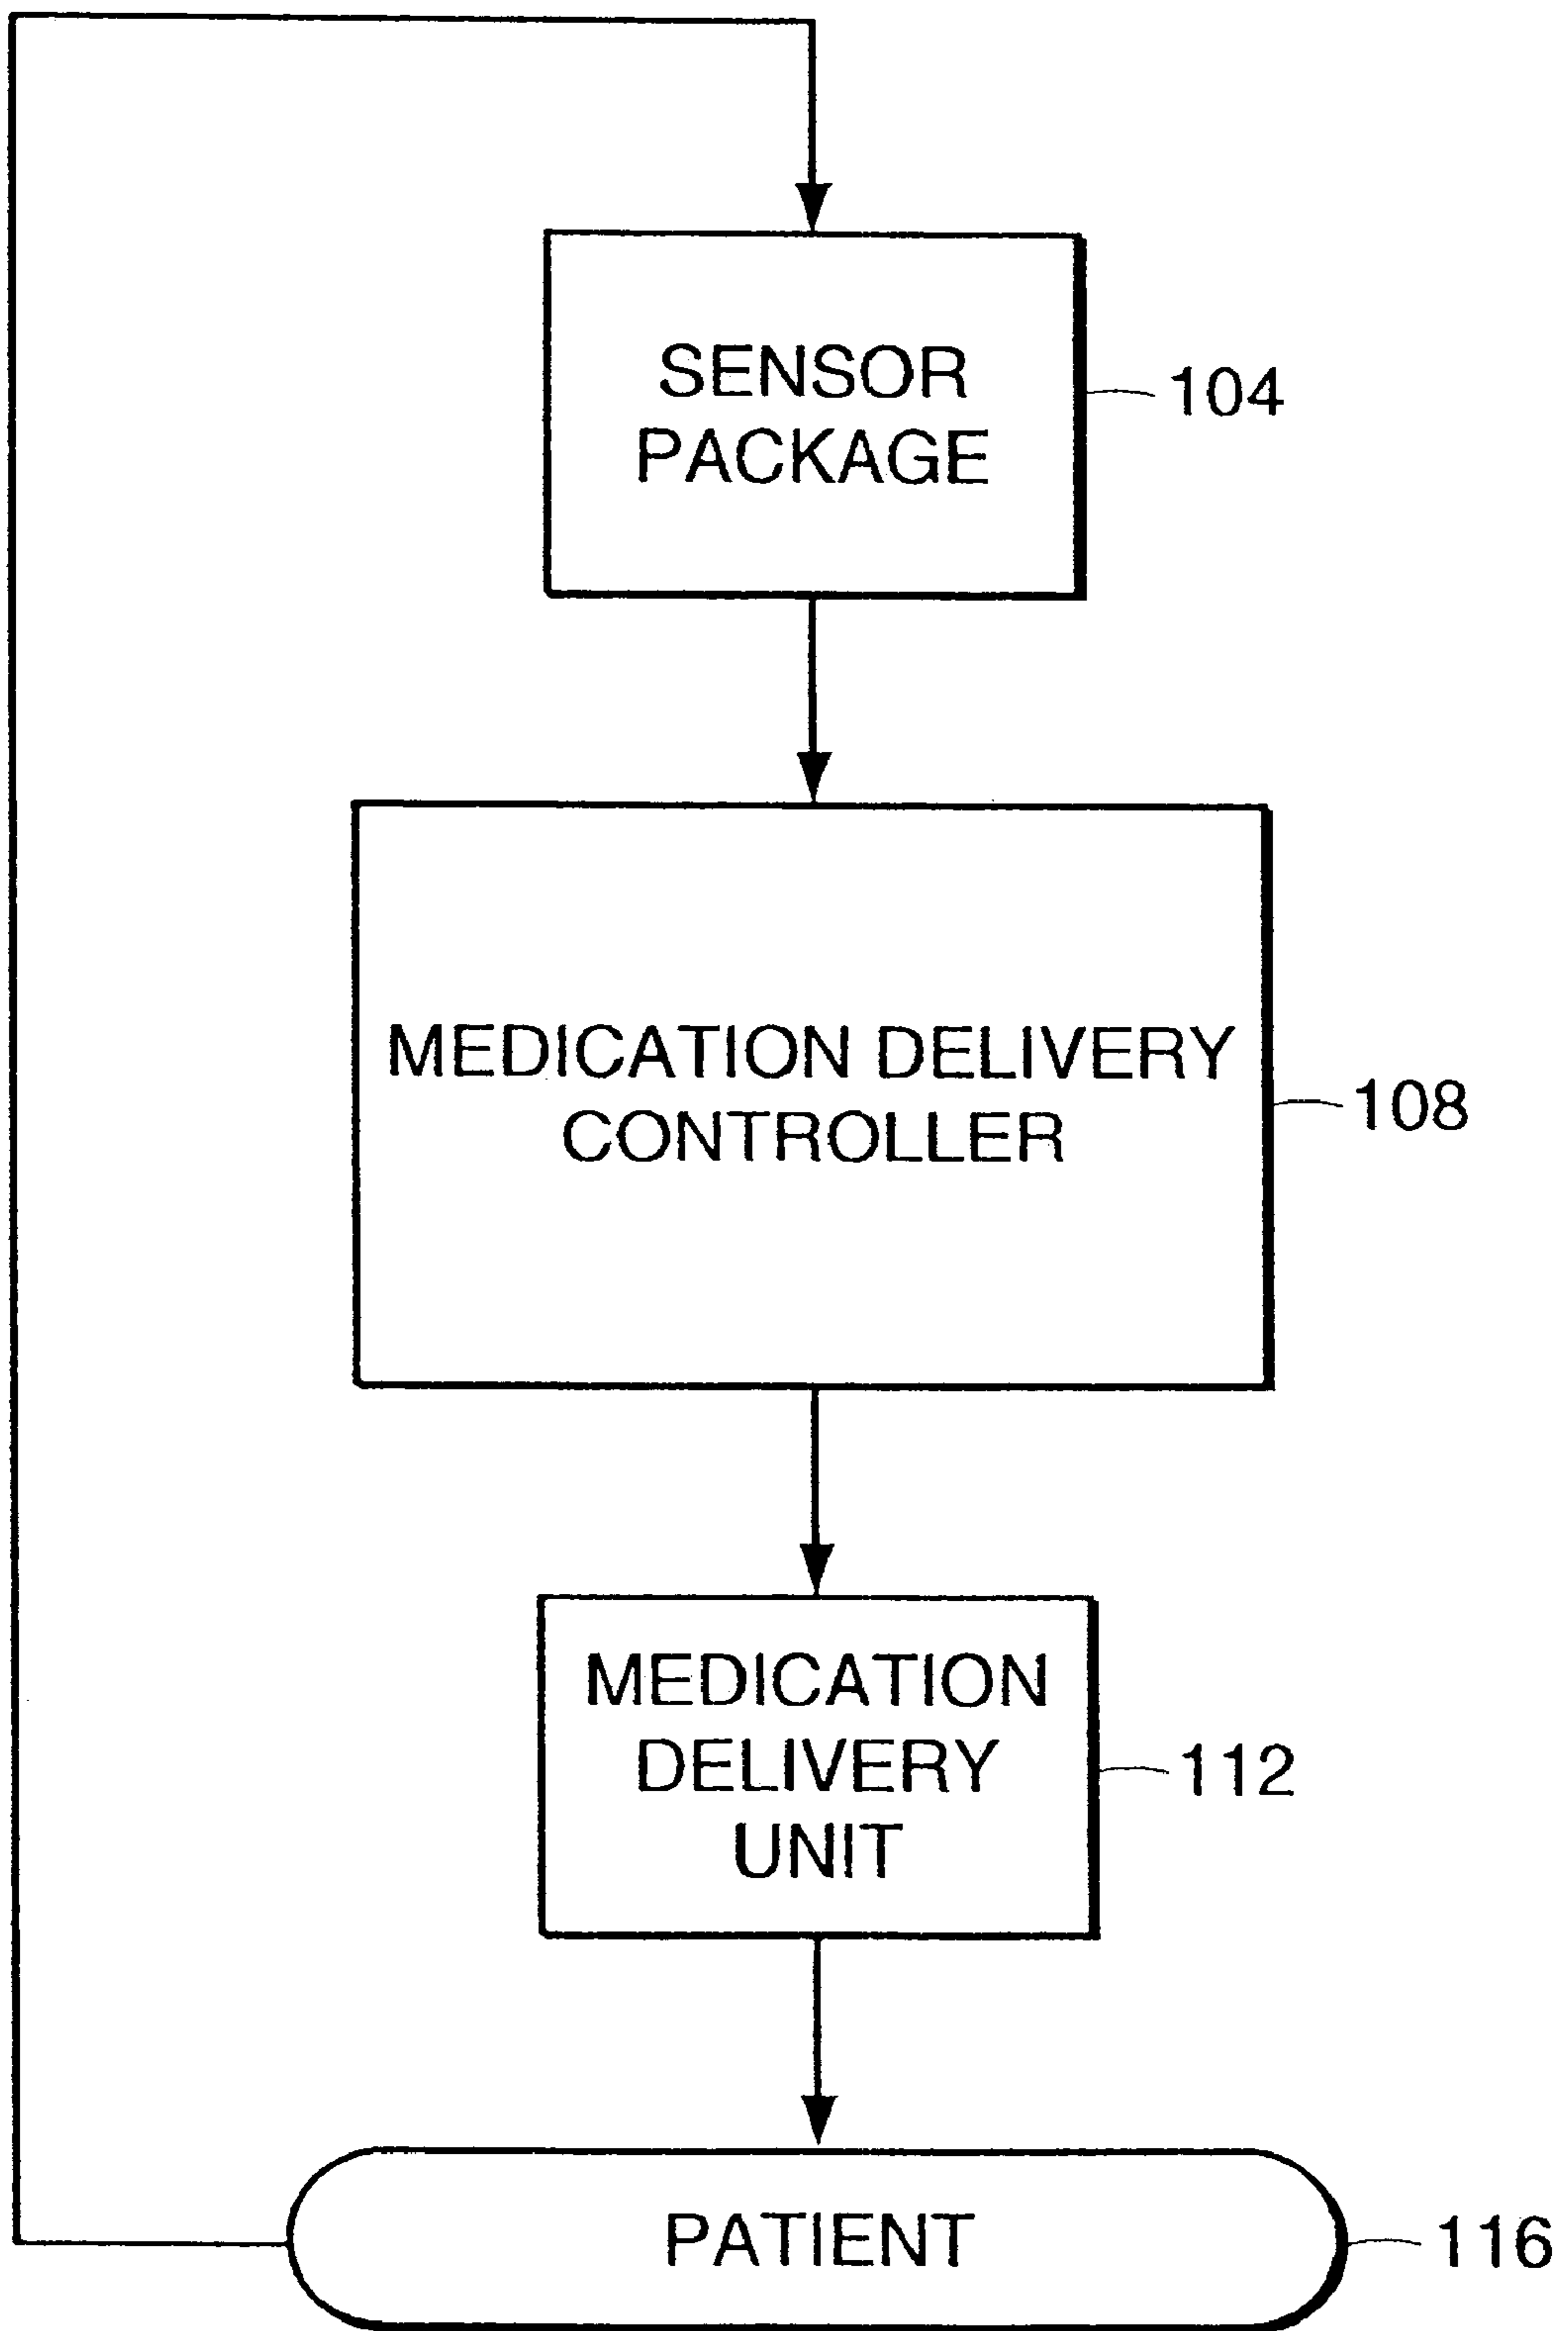 SENSOR
PACKAGE
104
MEDICATION DELIVERY
CONTROLLER
108
MEDICATION
DELIVERY
UNIT
112
PATIENT
116